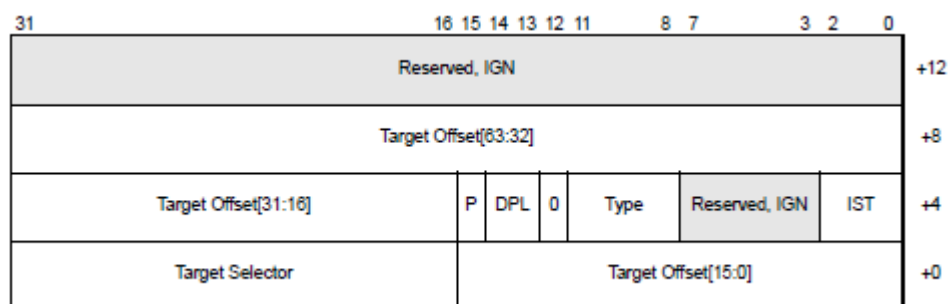 31 16 15 14 13 12 11 8 7 3 2 0
Reserved, IGN +12
Target Offset[63:32] +8
Target Offset[31:16] P DPL 0 Type Reserved, IGN IST +4
Target Selector Target Offset[15:0] +0